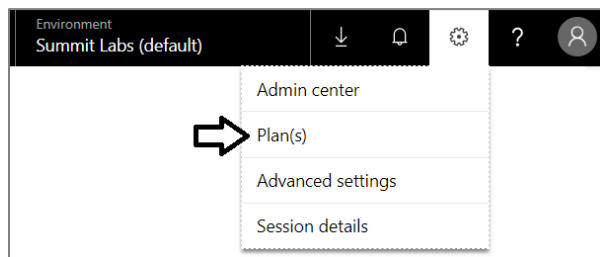 Environment
Summit Labs (default)
?
Admin center
Plan(s)
Advanced settings
Session details